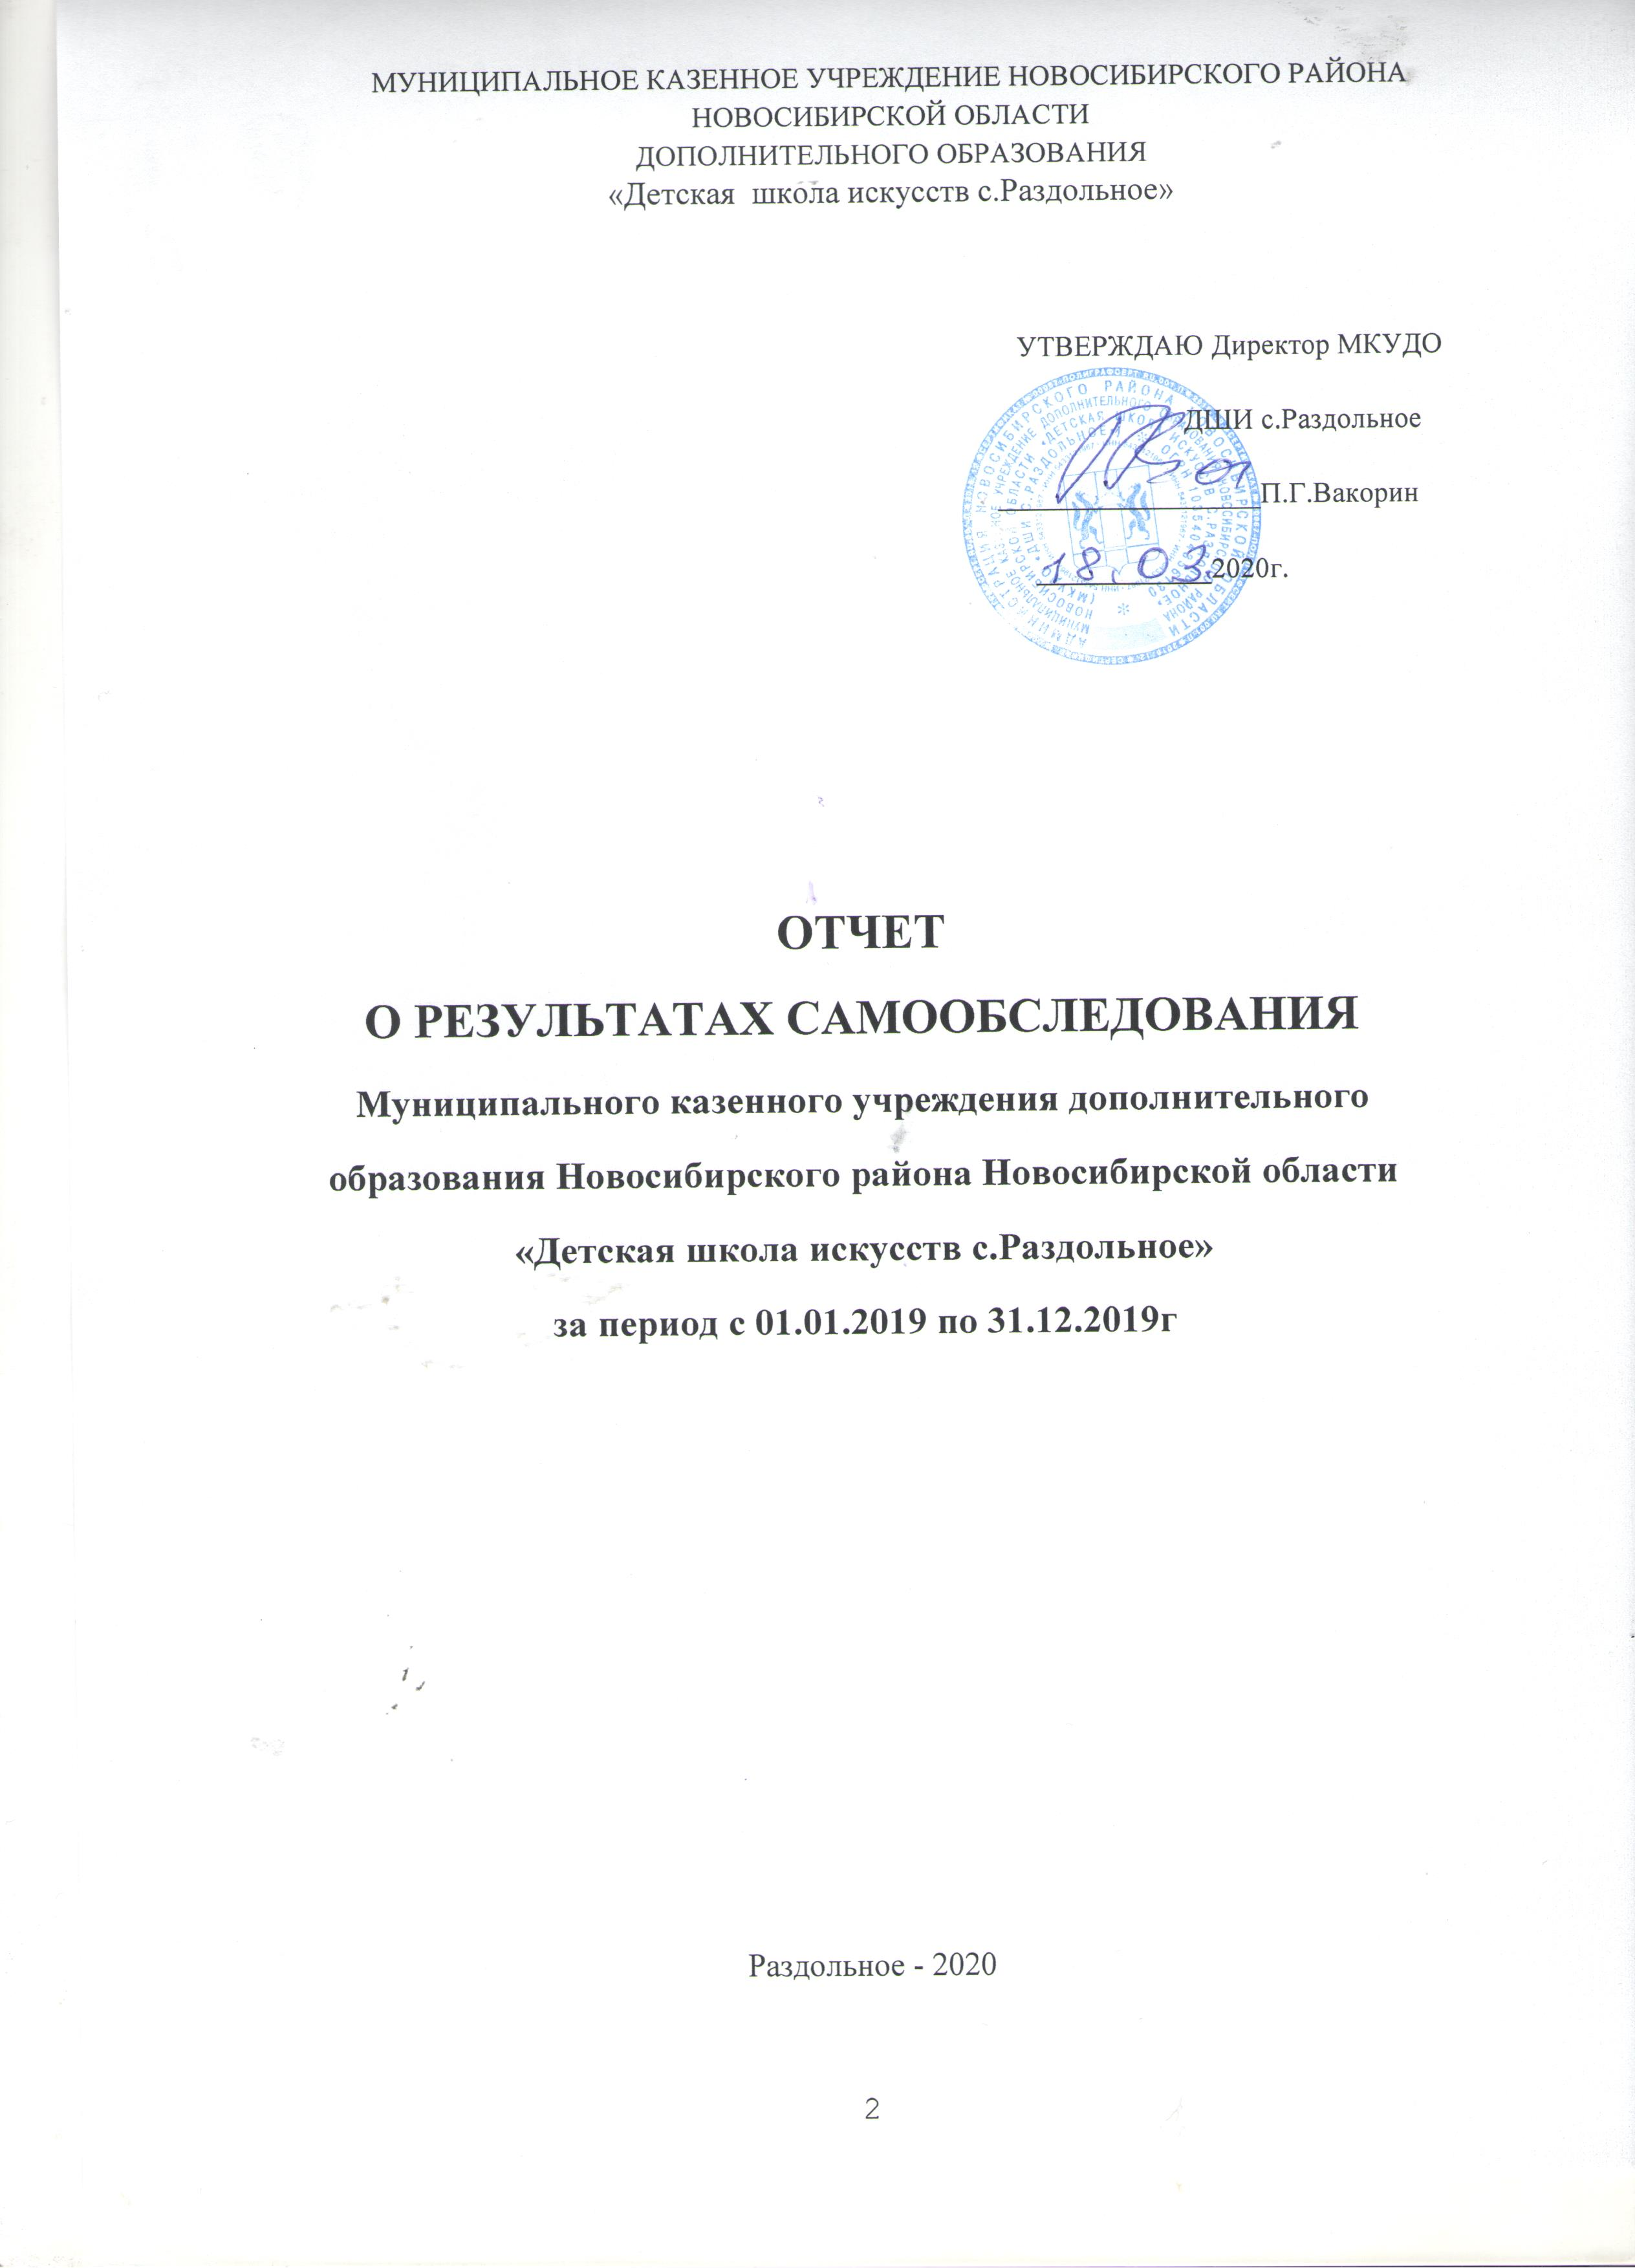 МУНИЦИПАЛЬНОЕ КАЗЕННОЕ УЧРЕЖДЕНИЕ НОВОСИБИРСКОГО РАЙОНА
НОВОСИБИРСКОЙ ОБЛАСТИ
ДОПОЛНИТЕЛЬНОГО ОБРАЗОВАНИЯ
«Детская школа искусств с.Раздольное»
УТВЕРЖДАЮ Директор МКУДО
ДШИ с.Раздольное
П.Г.Вакорин
18.03.2020г.
ОТЧЕТ
О РЕЗУЛЬТАТАХ САМООБСЛЕДОВАНИЯ
Муниципального казенного учреждения дополнительного
образования Новосибирского района Новосибирской области
«Детская школа искусств с.Раздольное»
за период с 01.01.2019 по 31.12.2019г
Раздольное - 2020
2